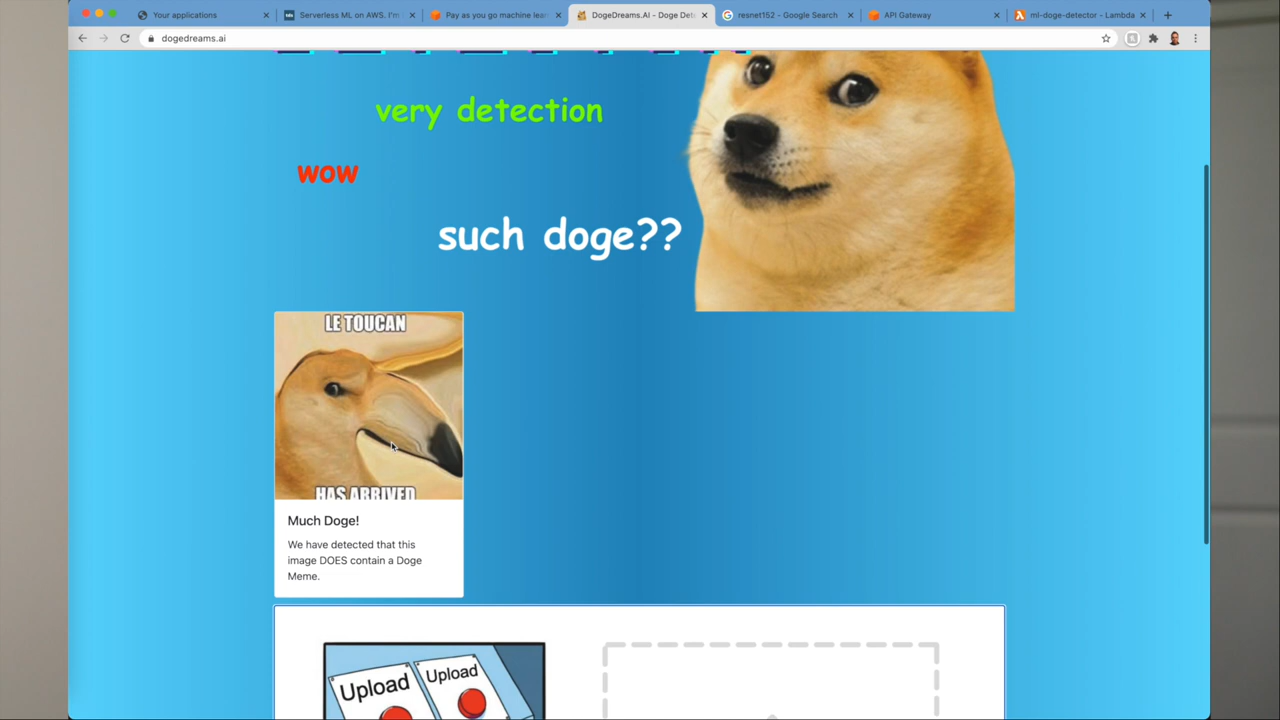 Your applications
Serverless ML on AWS. I'm
Pay as you go machine lear
DogeDreams.AI - Doge Det
resnet152 - Google Search
API Gateway
ml-doge-detector - Lambda
dogedreams.ai
very detection
wow
such doge??
LE TOUCAN
HAS ARRIVED
Much Doge!
We have detected that this
image DOES contain a Doge
Meme.
Upload
Upload